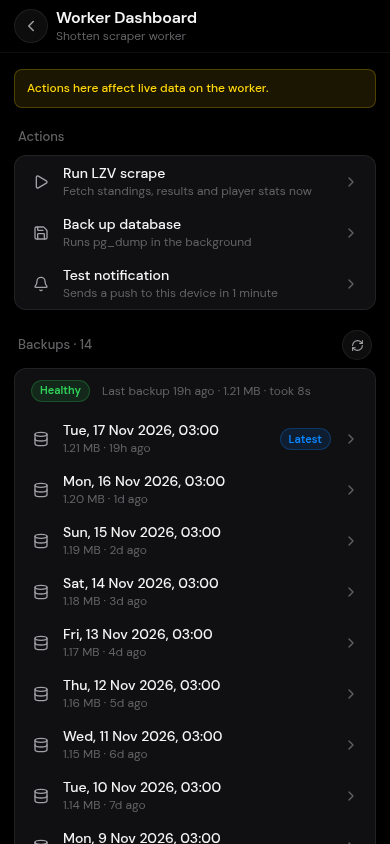 Worker Dashboard
Shotten scraper worker
Actions here affect live data on the worker.
Actions
Run LZV scrape
Fetch standings, results and player stats now
Back up database
Runs pg_dump in the background
Test notification
Sends a push to this device in 1 minute
Backups · 14
Healthy Last backup 19h ago · 1.21 MB · took 8s
Tue, 17 Nov 2026, 03:00
1.21 MB · 19h ago
Latest
Mon, 16 Nov 2026, 03:00
1.20 MB · 1d ago
Sun, 15 Nov 2026, 03:00
1.19 MB · 2d ago
Sat, 14 Nov 2026, 03:00
1.18 MB · 3d ago
Fri, 13 Nov 2026, 03:00
1.17 MB · 4d ago
Thu, 12 Nov 2026, 03:00
1.16 MB · 5d ago
Wed, 11 Nov 2026, 03:00
1.15 MB · 6d ago
Tue, 10 Nov 2026, 03:00
1.14 MB · 7d ago
Mon, 9 Nov 2026, 03:00